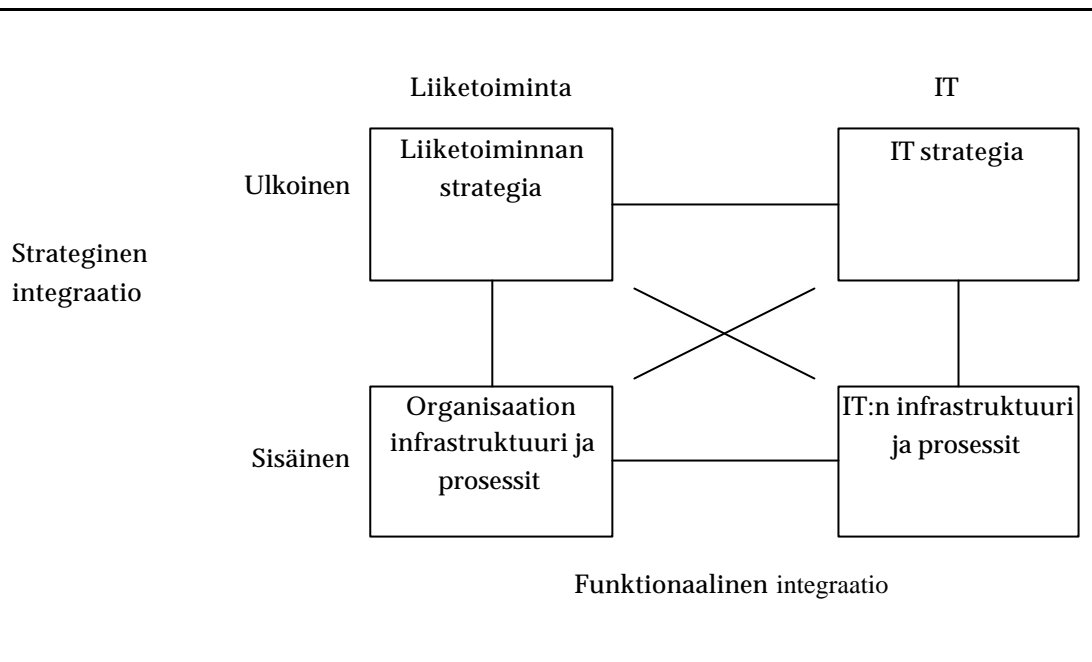 Liiketoiminta
IT
Liiketoiminnan
strategia
IT strategia
Ulkoinen
Strateginen
integraatio
Organisaation
infrastruktuuri ja
prosessit
IT:n infrastruktuuri
ja prosessit
Sisäinen
Funktionaalinen integraatio